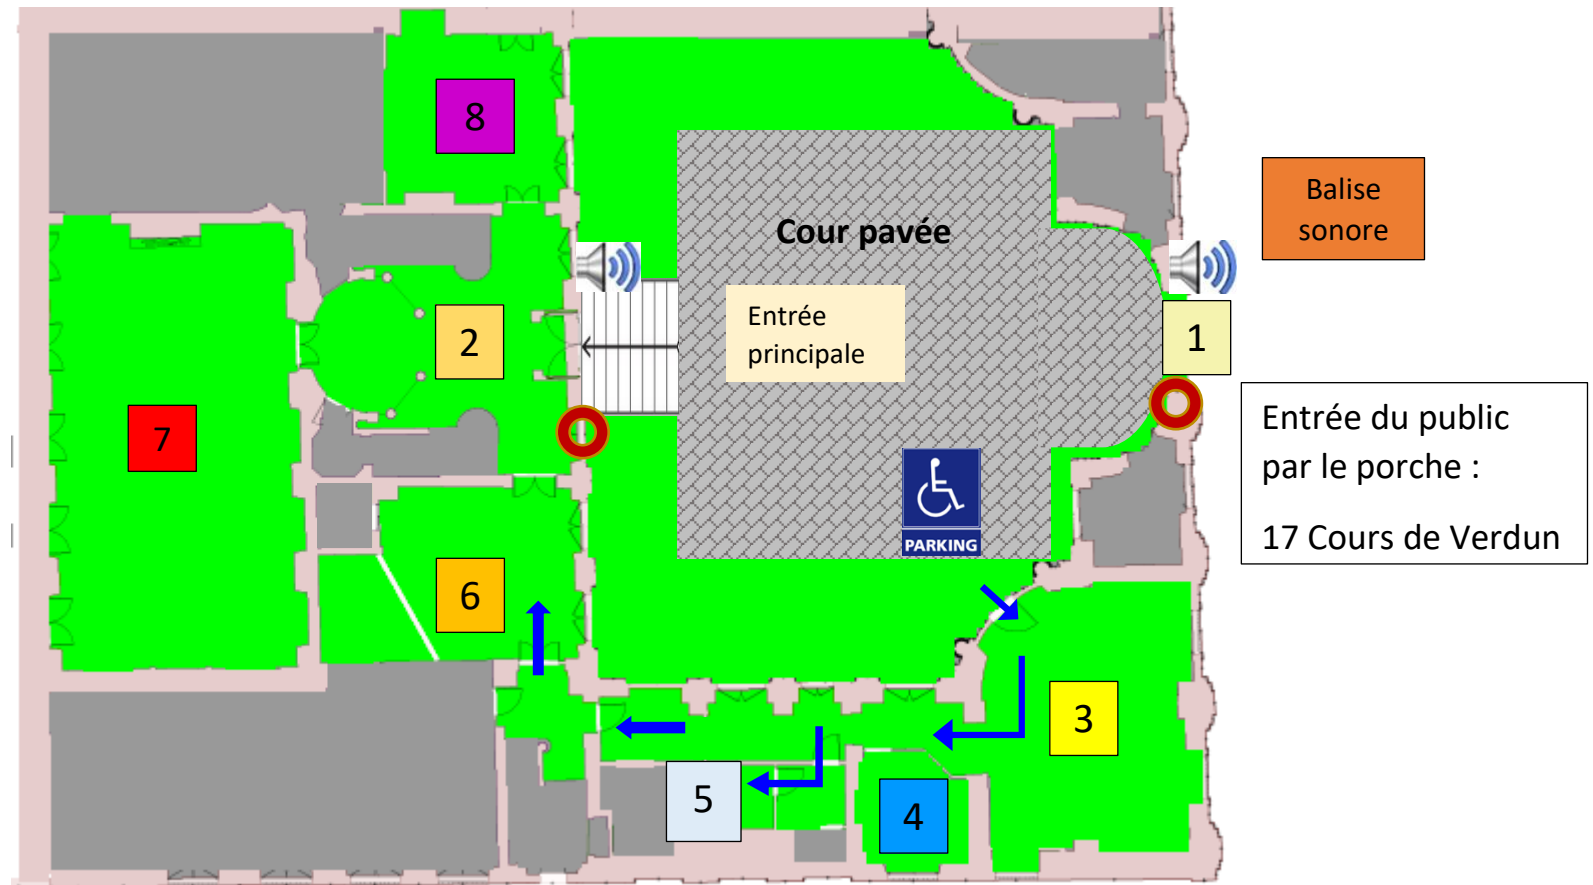 8
Balise
sonore
Cour pavée
Entrée
principale
1
2
Entrée du public
par le porche :
17 Cours de Verdun
7
PARKING
6
3
5
4